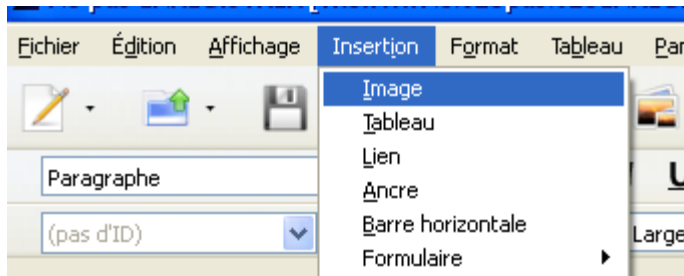 Fichier Édition Affichage Insertion Format Tableau
Image
Tableau
Lien
Paragraphe
Ancre
(pas d'ID)
Barre horizontale
Large
Formulaire